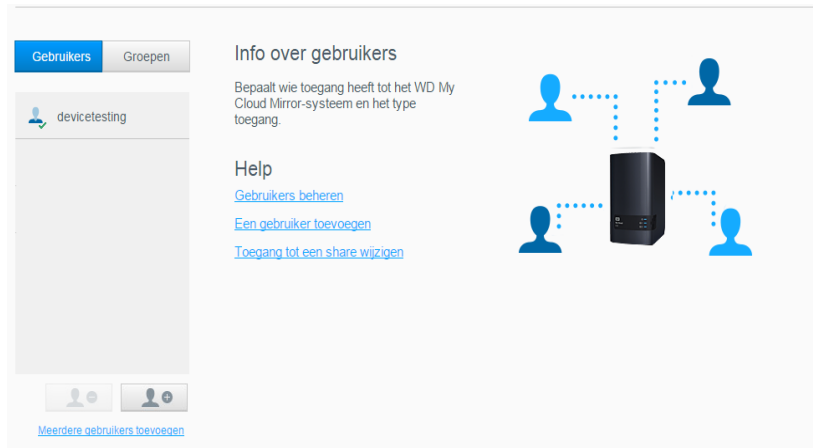 Gebruikers
Groepen
devicetesting
Meerdere gebruikers toevoegen
Info over gebruikers
Bepaalt wie toegang heeft tot het WD My
Cloud Mirror-systeem en het type
toegang.
Help
Gebruikers beheren
Een gebruiker toevoegen
Toegang tot een share wijzigen